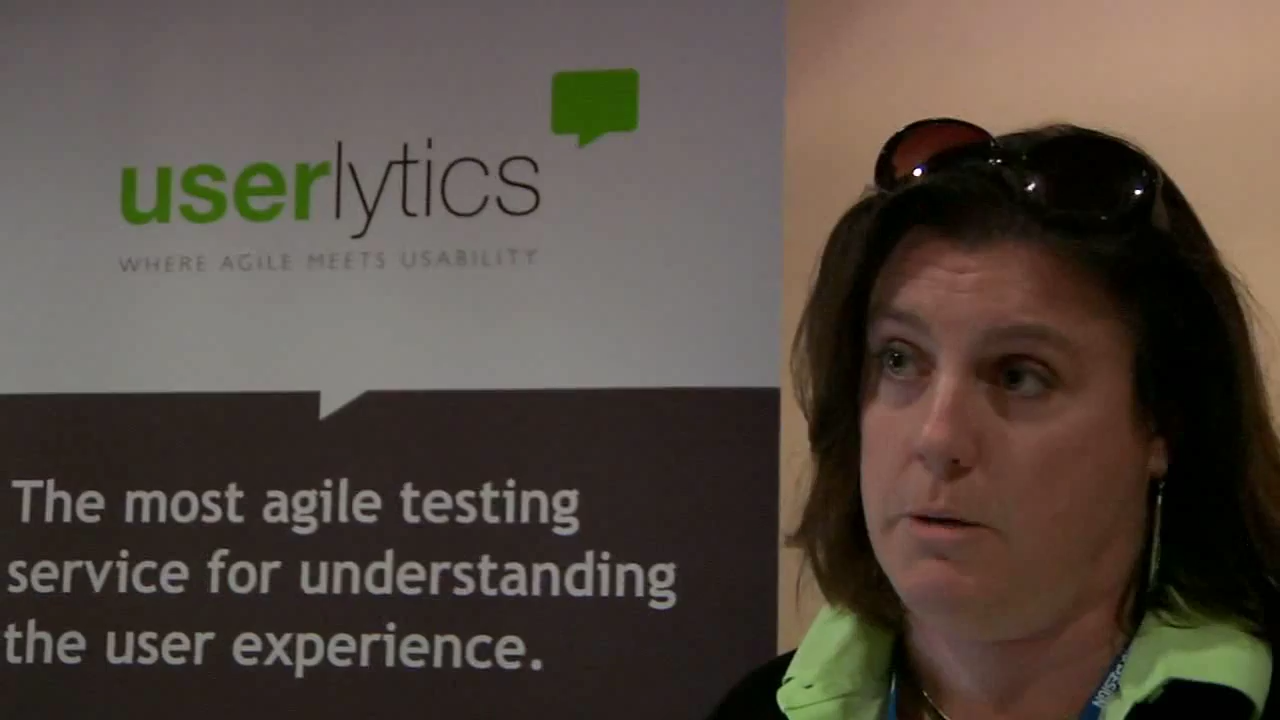 userlytics
WHERE AGILE MEETS USABILITY
The most agile testing
service for understanding
the user experience.